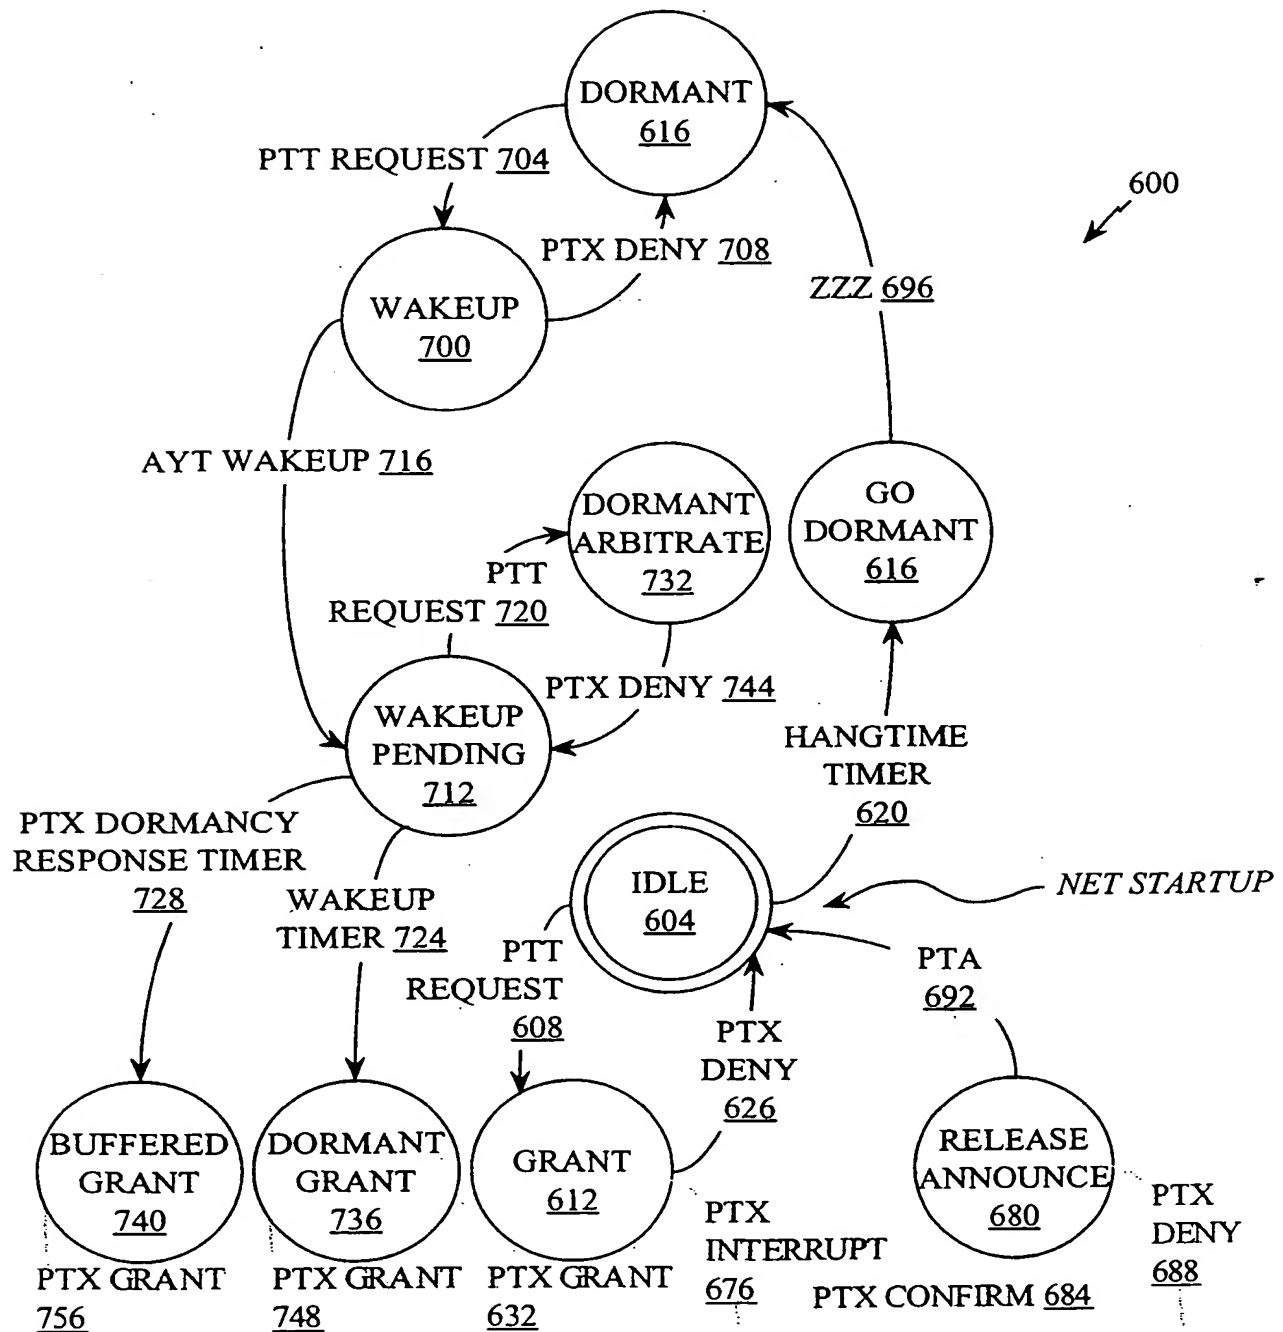 DORMANT
616
PTT REQUEST 704
600
PTX DENY 708
ZZZ 696
WAKEUP
700
AYT WAKEUP 716
DORMANT
ARBITRATE
732
GO
DORMANT
616
PTT
REQUEST 720
PTX DENY 744
WAKEUP
PENDING
712
HANGTIME
TIMER
620
PTX DORMANCY
RESPONSE TIMER
728
WAKEUP
TIMER 724
IDLE
604
NET STARTUP
PTT
REQUEST
608
PTA
692
PTX
DENY
626
BUFFERED
GRANT
740
DORMANT
GRANT
736
GRANT
612
RELEASE
ANNOUNCE
680
PTX
INTERRUPT
676
PTX
DENY
688
PTX GRANT
756
PTX GRANT
748
PTX GRANT
632
PTX CONFIRM 684